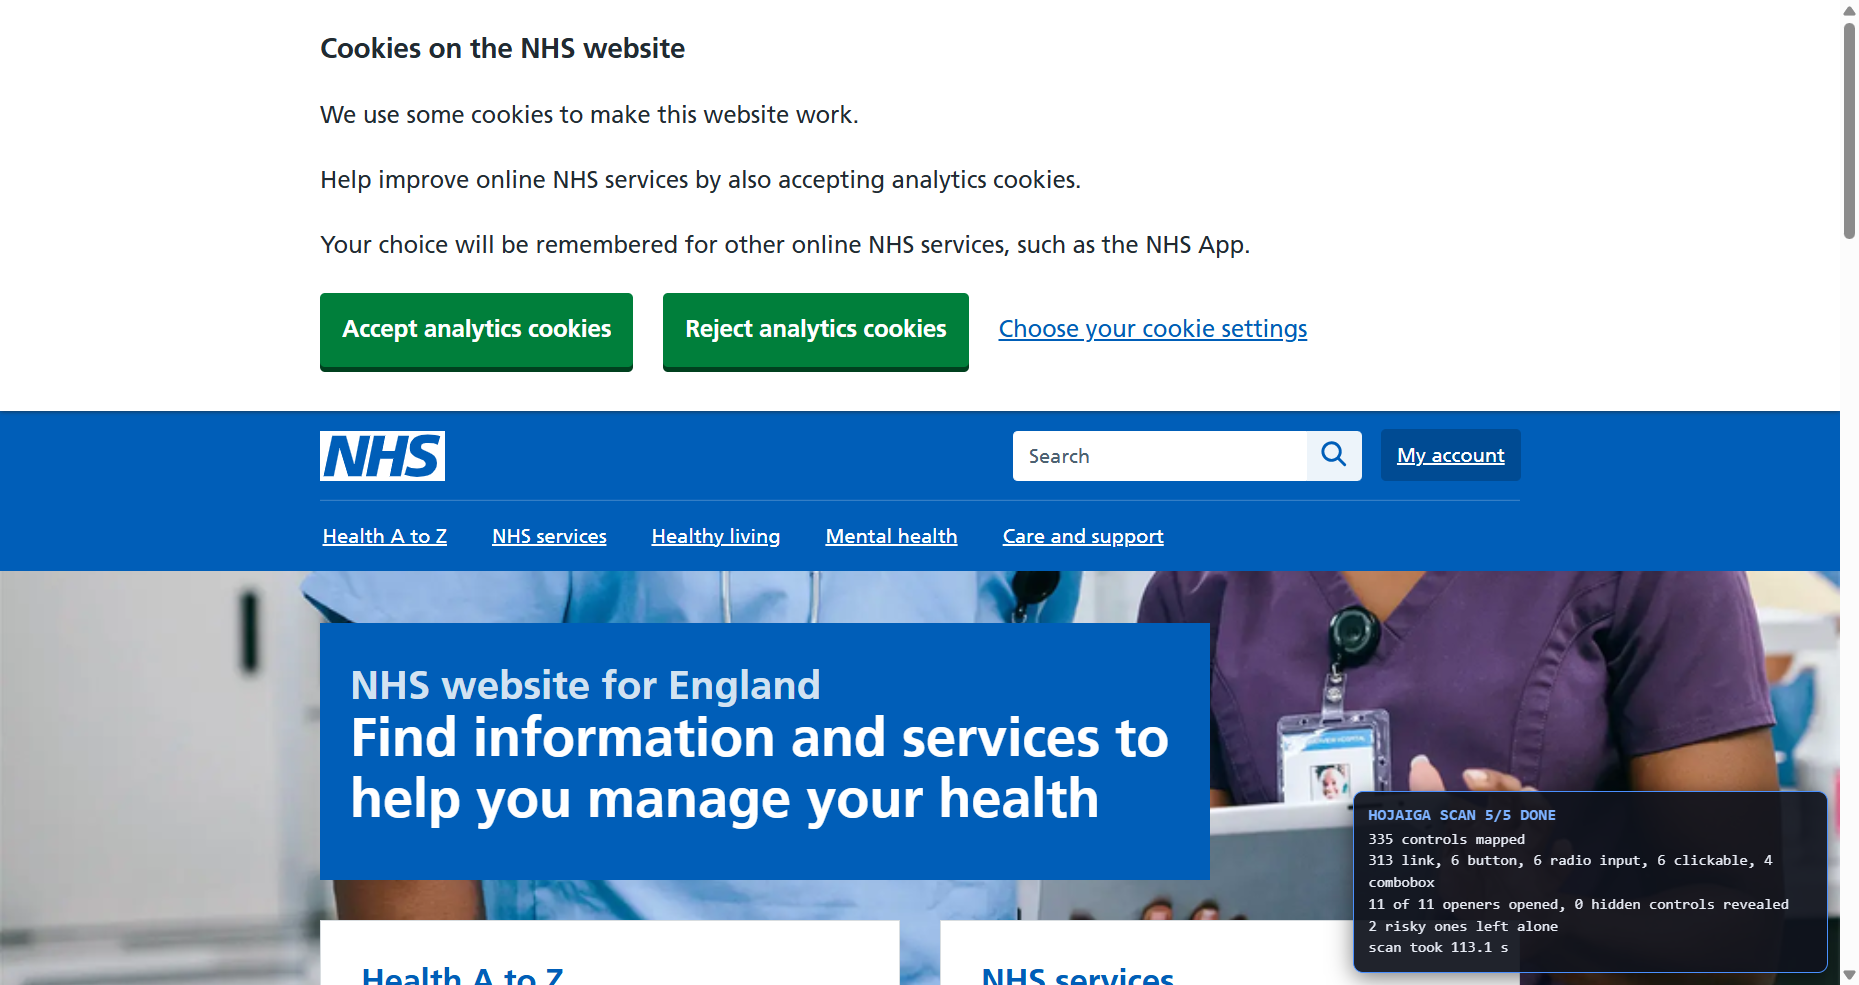 Cookies on the NHS website
We use some cookies to make this website work.
Help improve online NHS services by also accepting analytics cookies.
Your choice will be remembered for other online NHS services, such as the NHS App.
Accept analytics cookies
Reject analytics cookies
Choose your cookie settings
NHS
Search
My account
Health A to Z
NHS services
Healthy living
Mental health
Care and support
NHS website for England
Find information and services to
help you manage your health
HOJAIGA SCAN 5/5 DONE
335 controls mapped
313 link, 6 button, 6 radio input, 6 clickable, 4
combobox
11 of 11 openers opened, 0 hidden controls revealed
2 risky ones left alone
scan took 113.1 s
Health A to Z
NHS services